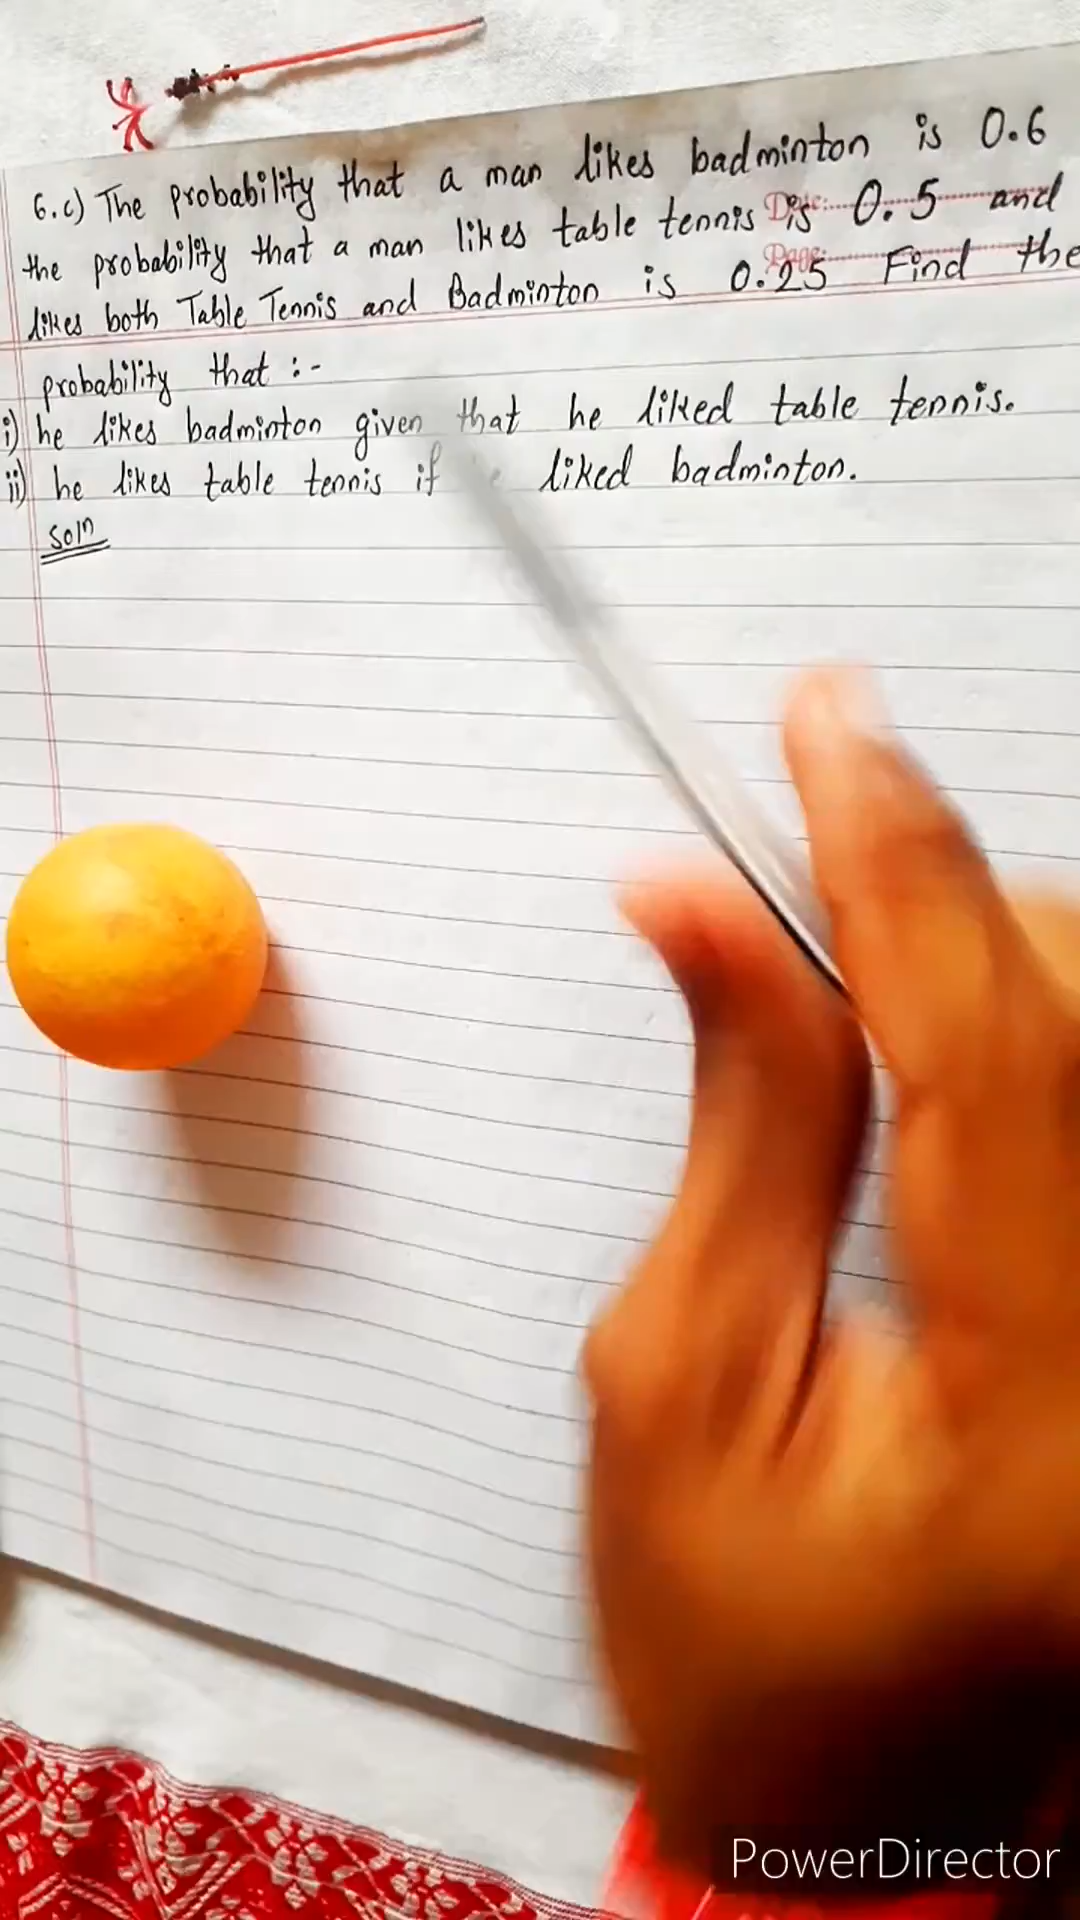 6.c) The probability that a man likes badminton is 0.6
the probability that a man likes table tennis is 0.5 and
likes both Table Tennis and Badminton is 0.25 Find the
probability that :-
i) he likes badminton given that he liked table tennis.
ii) he likes table tennis if liked badminton.
soln
Date:
Page:
PowerDirector